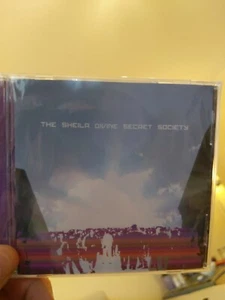 THE SHEILA DIVINE SECRET SOCIETY